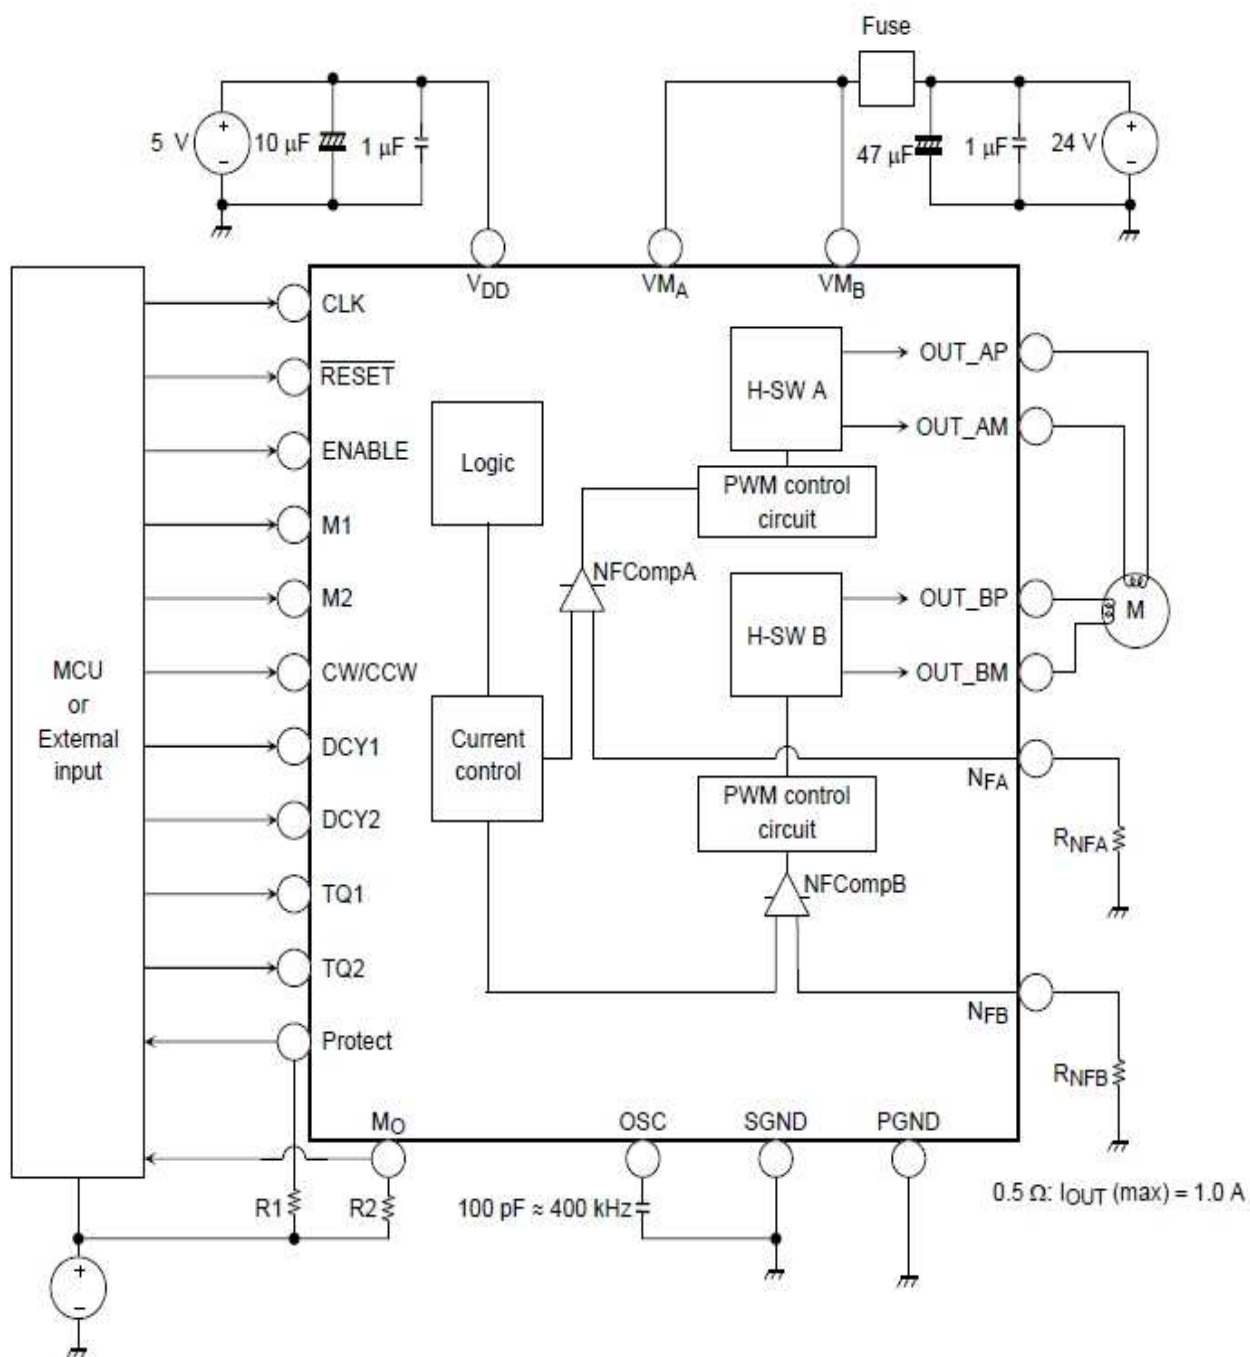 Fuse
5 V
10 µF
1 µF
47 µF
1 µF
24 V
+
−
+
−
VDD
VMA
VMB
CLK
RESET
ENABLE
M1
M2
CW/CCW
DCY1
DCY2
TQ1
TQ2
Protect
MCU
or
External
input
Logic
Current
control
H-SW A
PWM control
circuit
NFCompA
H-SW B
PWM control
circuit
NFCompB
OUT_AP
OUT_AM
OUT_BP
OUT_BM
M
NFA
RNFA
NFB
RNFB
MO
OSC
SGND
PGND
R1
R2
100 pF ≈ 400 kHz
0.5 Ω: IOUT (max) = 1.0 A
+
−